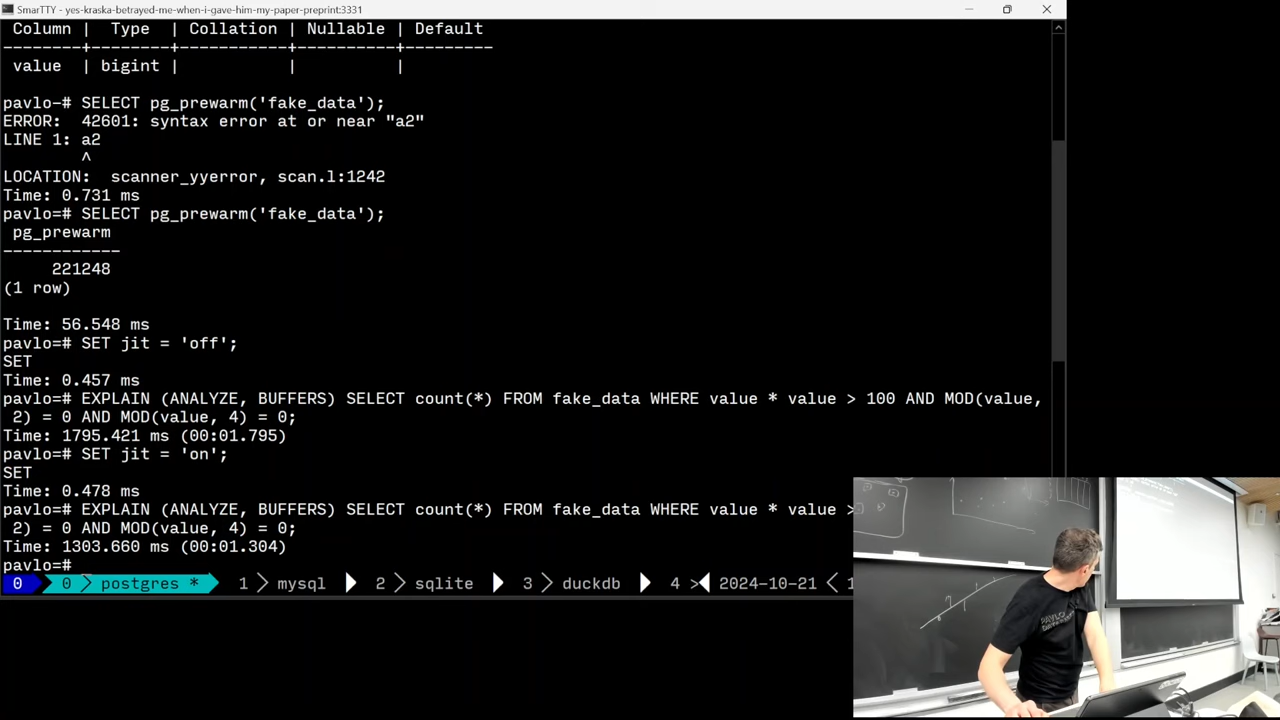 SmarTTY - yes-kraska-betrayed-me-when-i-gave-him-my-paper-preprint:3331
Column | Type | Collation | Nullable | Default
--------+--------+-----------+----------+---------
value | bigint | | |
pavlo-# SELECT pg_prewarm('fake_data');
ERROR: 42601: syntax error at or near "a2"
LINE 1: a2
^
LOCATION: scanner_yyerror, scan.l:1242
Time: 0.731 ms
pavlo=# SELECT pg_prewarm('fake_data');
pg_prewarm
------------
221248
(1 row)
Time: 56.548 ms
pavlo=# SET jit = 'off';
SET
Time: 0.457 ms
pavlo=# EXPLAIN (ANALYZE, BUFFERS) SELECT count(*) FROM fake_data WHERE value * value > 100 AND MOD(value,
2) = 0 AND MOD(value, 4) = 0;
Time: 1795.421 ms (00:01.795)
pavlo=# SET jit = 'on';
SET
Time: 0.478 ms
pavlo=# EXPLAIN (ANALYZE, BUFFERS) SELECT count(*) FROM fake_data WHERE value * value >
2) = 0 AND MOD(value, 4) = 0;
Time: 1303.660 ms (00:01.304)
pavlo=#
0 0 postgres * 1 mysql 2 sqlite 3 duckdb 4 > 2024-10-21 1
PAVLO